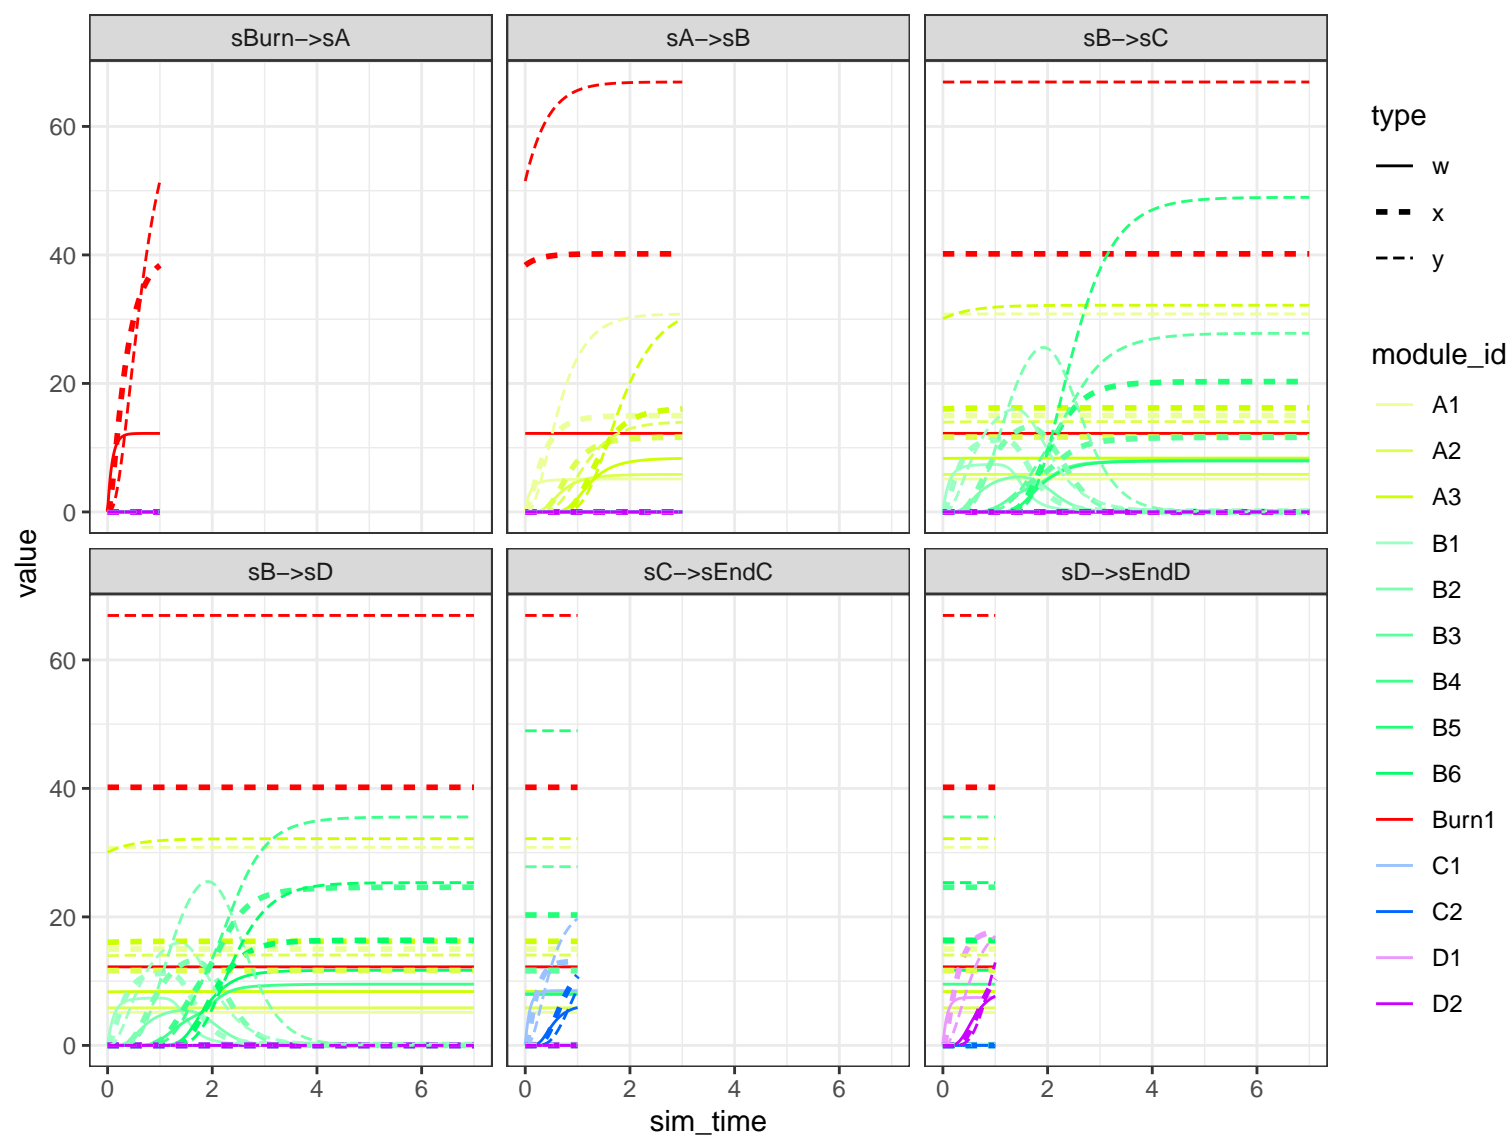 sBurn−>sA
sA−>sB
sB−>sC
60
40
20
0
sB−>sD
sC−>sEndC
sD−>sEndD
60
40
20
0
0 2 4 6
0 2 4 6
0 2 4 6
sim_time
value
type
w
x
y
module_id
A1
A2
A3
B1
B2
B3
B4
B5
B6
Burn1
C1
C2
D1
D2